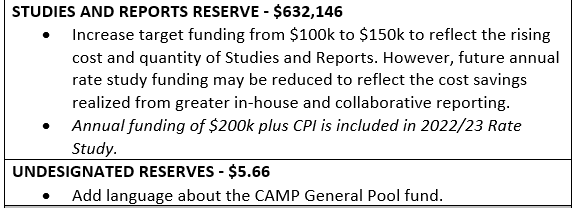 STUDIES AND REPORTS RESERVE - $632,146
• Increase target funding from $100k to $150k to reflect the rising
cost and quantity of Studies and Reports. However, future annual
rate study funding may be reduced to reflect the cost savings
realized from greater in-house and collaborative reporting.
• Annual funding of $200k plus CPI is included in 2022/23 Rate
Study.
UNDESIGNATED RESERVES - $5.66
• Add language about the CAMP General Pool fund.